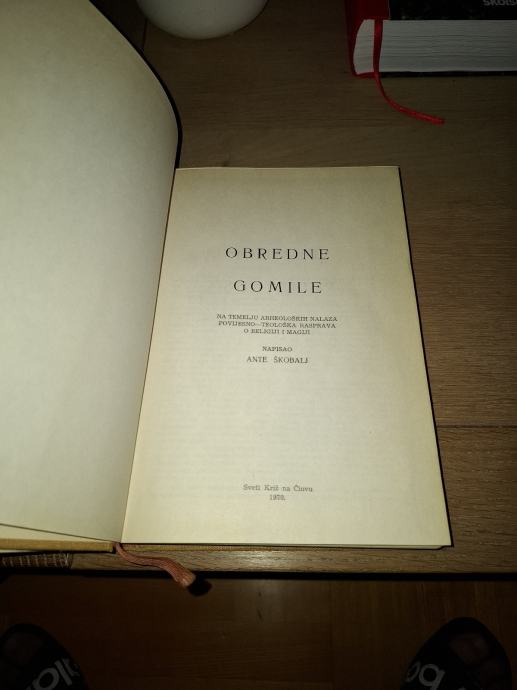 OBREDNE
GOMILE
NA TEMELJU ARHEOLOŠKIH NALAZA
POVIJESNO—TEOLOŠKA RASPRAVA
O RELIGIJI I MAGIJI
NAPISAO
ANTE ŠKOBALJ
Sveti Križ na Čiovu
1970.